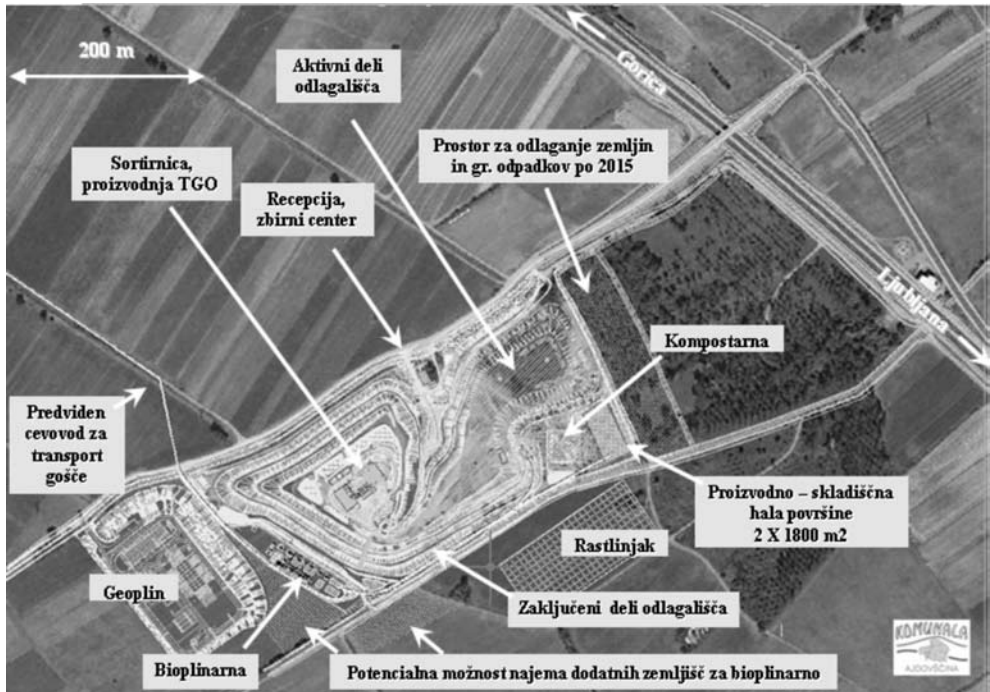 200 m
Aktivni deli
odlagališča
Gorica
Prostor za odlaganje zemljin
in gr. odpadkov po 2015
Sortirnica,
proizvodnja TGO
Recepcija,
zbirni center
Ljubljana
Kompostarna
Predviden
cevovod za
transport
gošče
Proizvodno – skladiščna
hala površine
2 X 1800 m2
Rastlinjak
Geoplin
Zaključeni deli odlagališča
Bioplinarna
Potencialna možnost najema dodatnih zemljišč za bioplinarno
KOMUNALA
AJDOVŠČINA